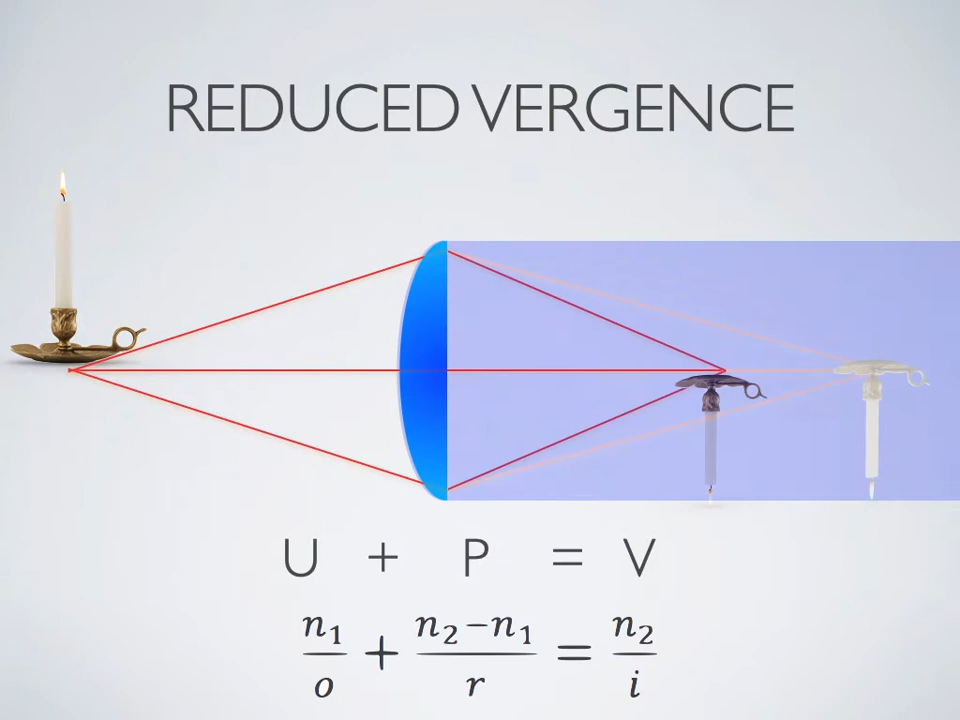 REDUCED VERGENCE
U + P = V
n₁/o + n₂−n₁/r = n₂/i